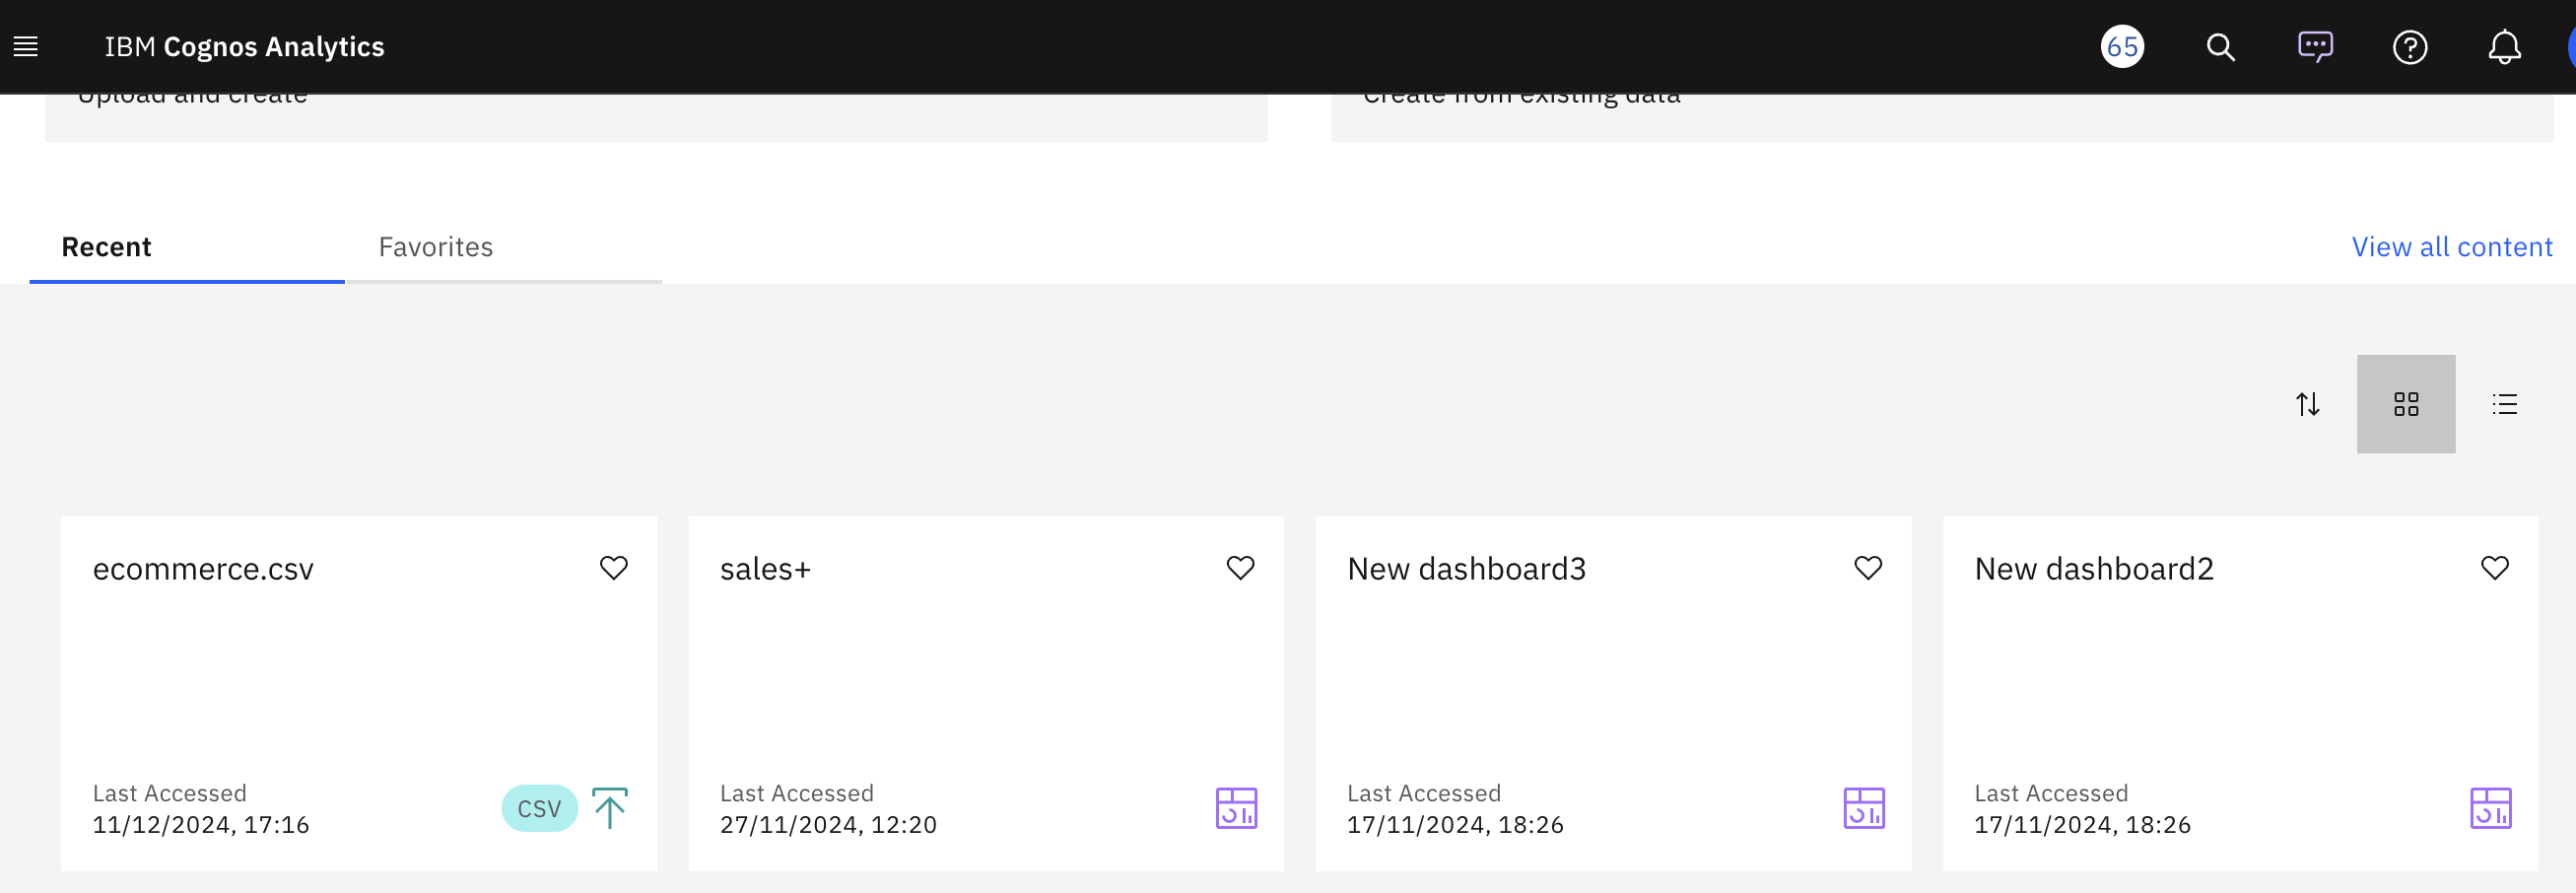 IBM Cognos Analytics
65
Upload and create
Create from existing data
Recent
Favorites
View all content
ecommerce.csv
sales+
New dashboard3
New dashboard2
Last Accessed
11/12/2024, 17:16
CSV
Last Accessed
27/11/2024, 12:20
Last Accessed
17/11/2024, 18:26
Last Accessed
17/11/2024, 18:26